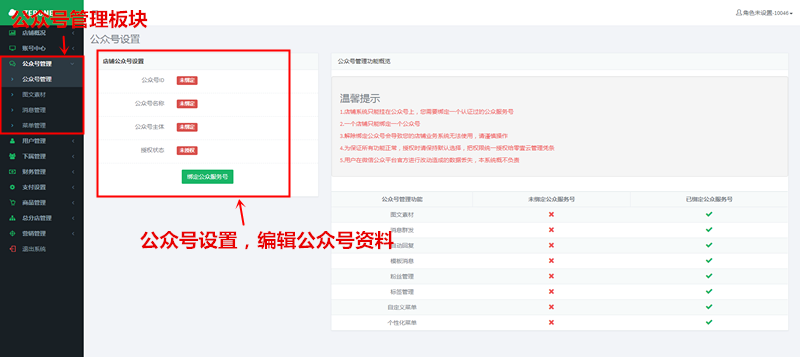 公众号管理板块
角色未设置-10046
店铺概况
账号中心
公众号管理
公众号管理
图文素材
消息管理
菜单管理
用户管理
下属管理
财务管理
支付设置
商品管理
总分店管理
营销管理
退出系统
公众号设置
店铺公众号设置
公众号ID 未绑定
公众号名称 未绑定
公众号主体 未绑定
授权状态 未授权
绑定公众服务号
公众号设置，编辑公众号资料
公众号管理功能概览
温馨提示
1.店铺系统只能挂在公众号上，您需要绑定一个认证过的公众服务号
2.一个店铺只能绑定一个公众号
3.解除绑定公众号会导致您的店铺业务系统无法使用，请谨慎操作
4.为保证所有功能正常，授权时请保持默认选择，把权限统一授权给零壹云管理完条
5.用户在微信公众平台官方进行改动造成的数据丢失，本系统概不负责
公众号管理功能 未绑定公众服务号 已绑定公众服务号
图文素材
消息群发
自动回复
模板消息
粉丝管理
标签管理
自定义菜单
个性化菜单